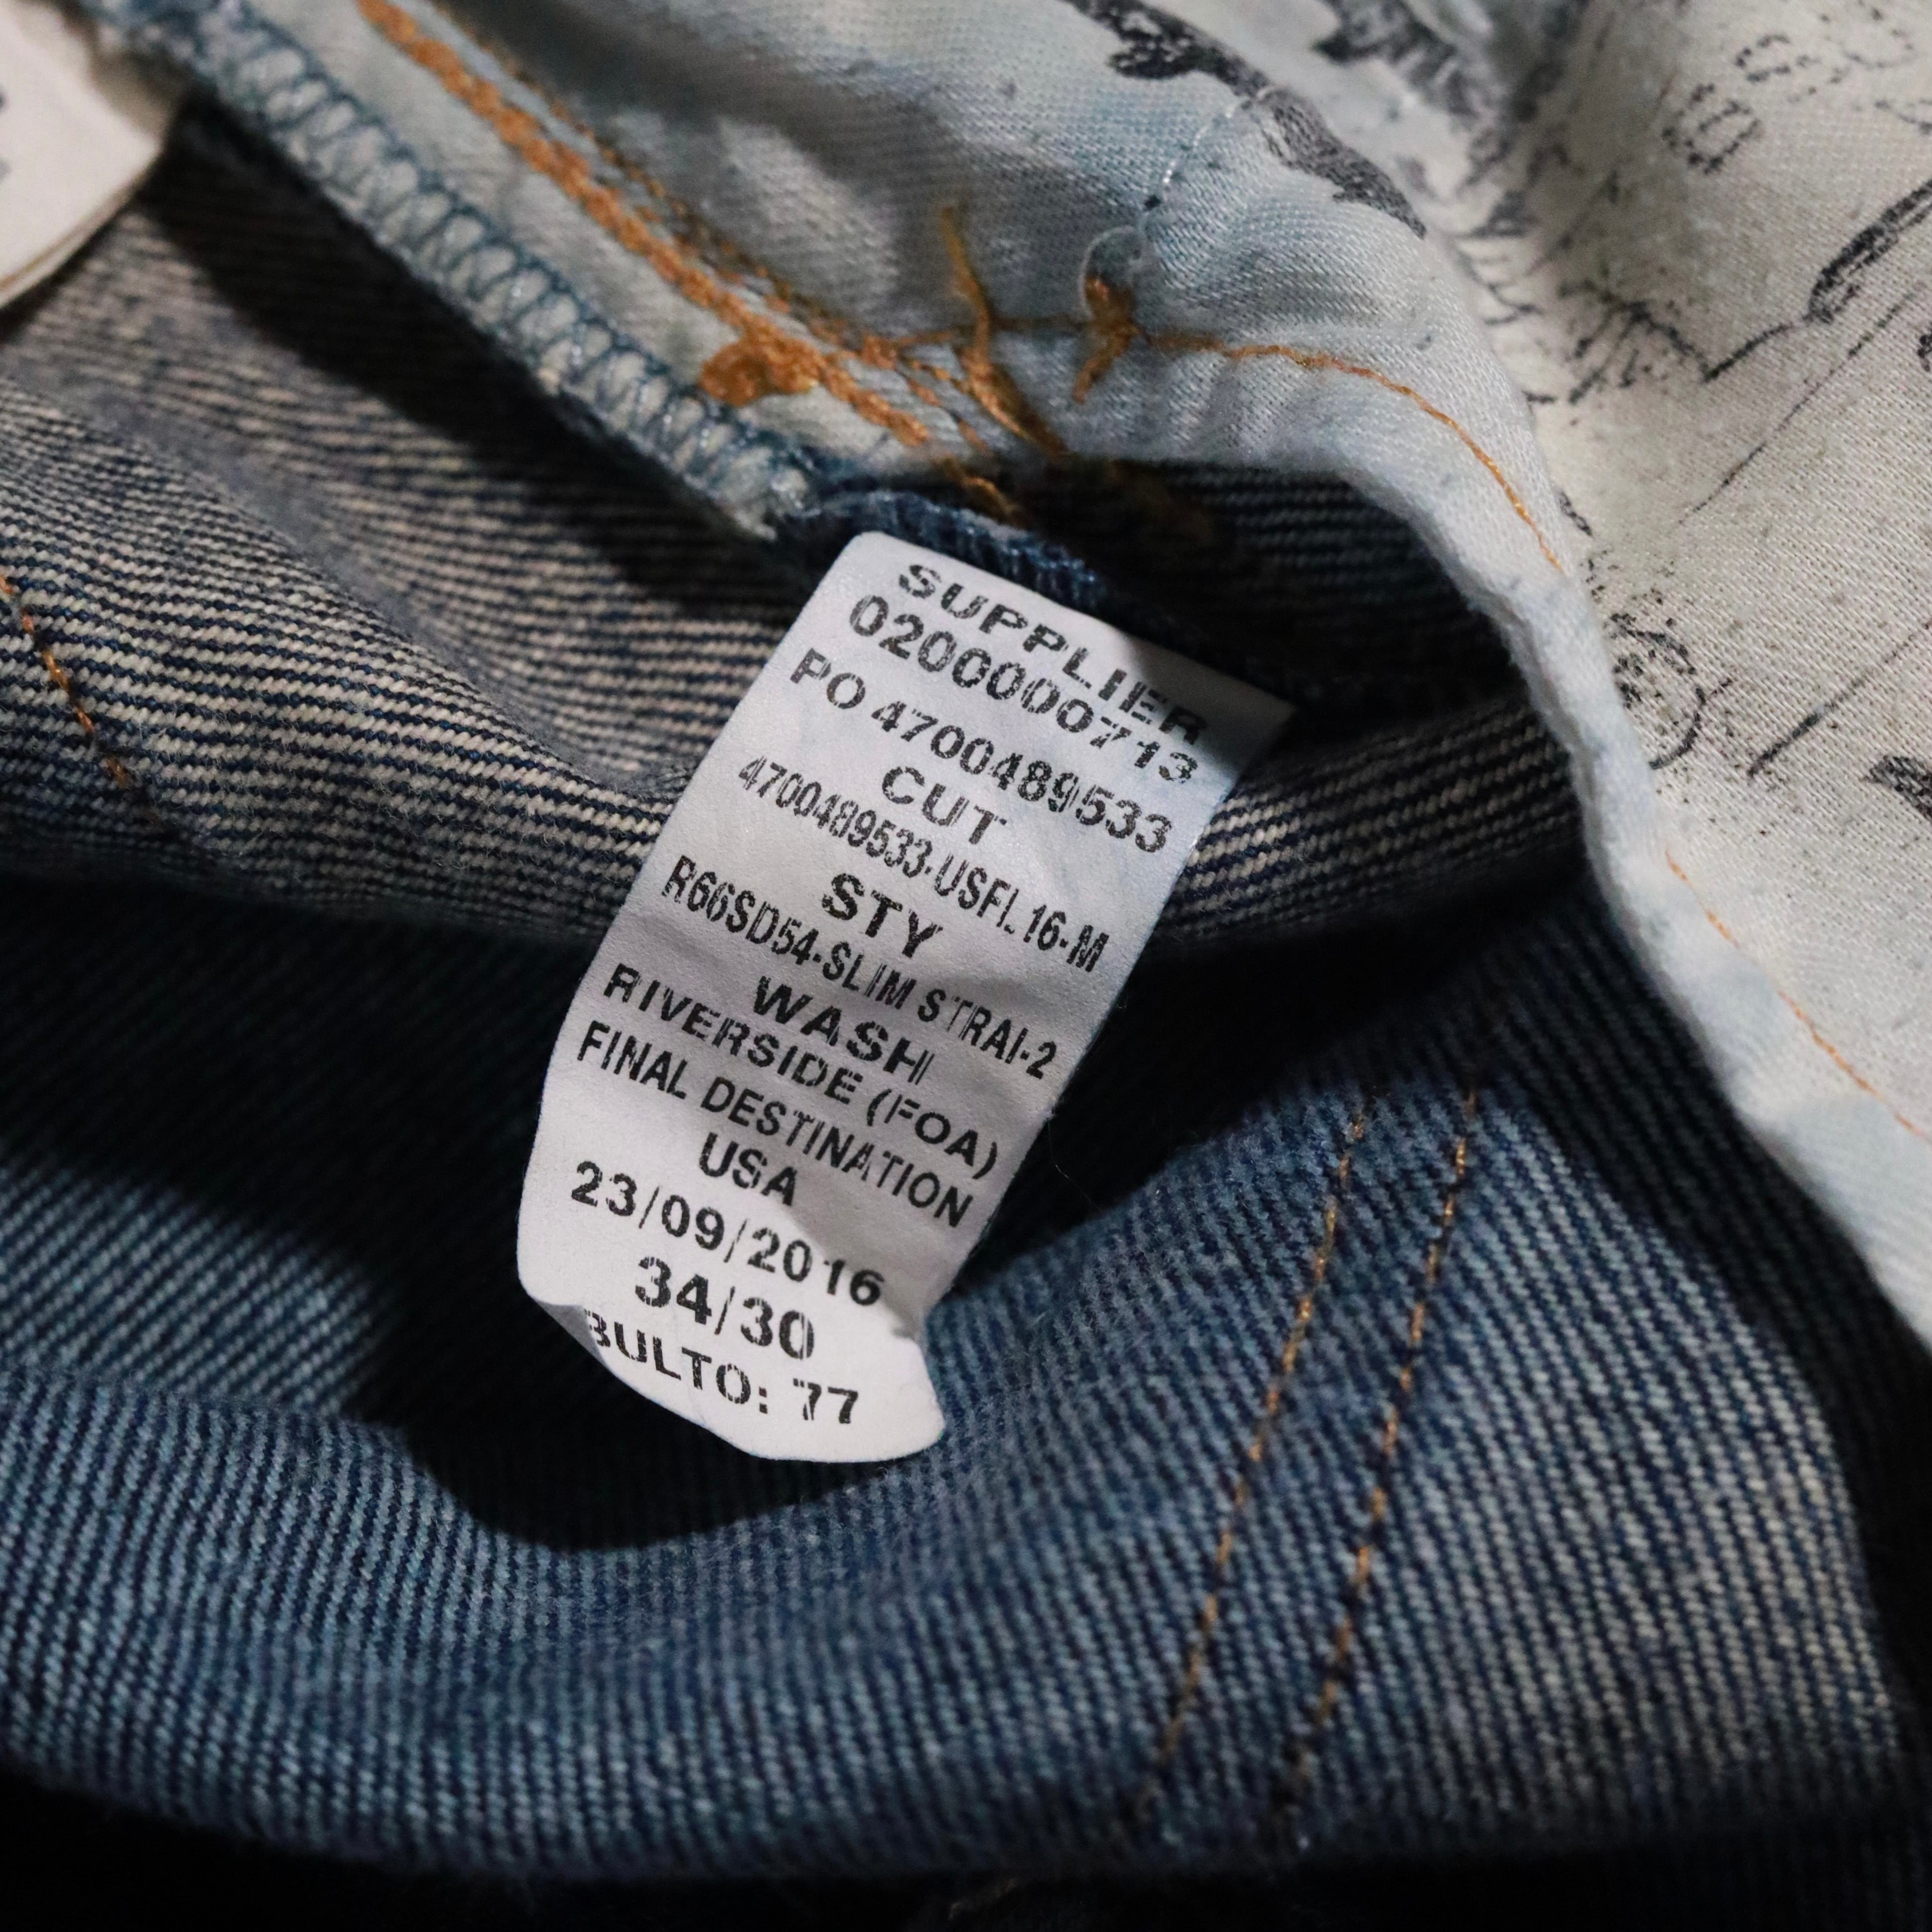 SUPPLIER
0200000713
PO 4700489533
CUT
4700489533-USFL16-M
STY
R66SD54-SLIM STRAI-2
WASH
RIVERSIDE (FOA)
FINAL DESTINATION
USA
23/09/2016
34/30
BULTO: 77